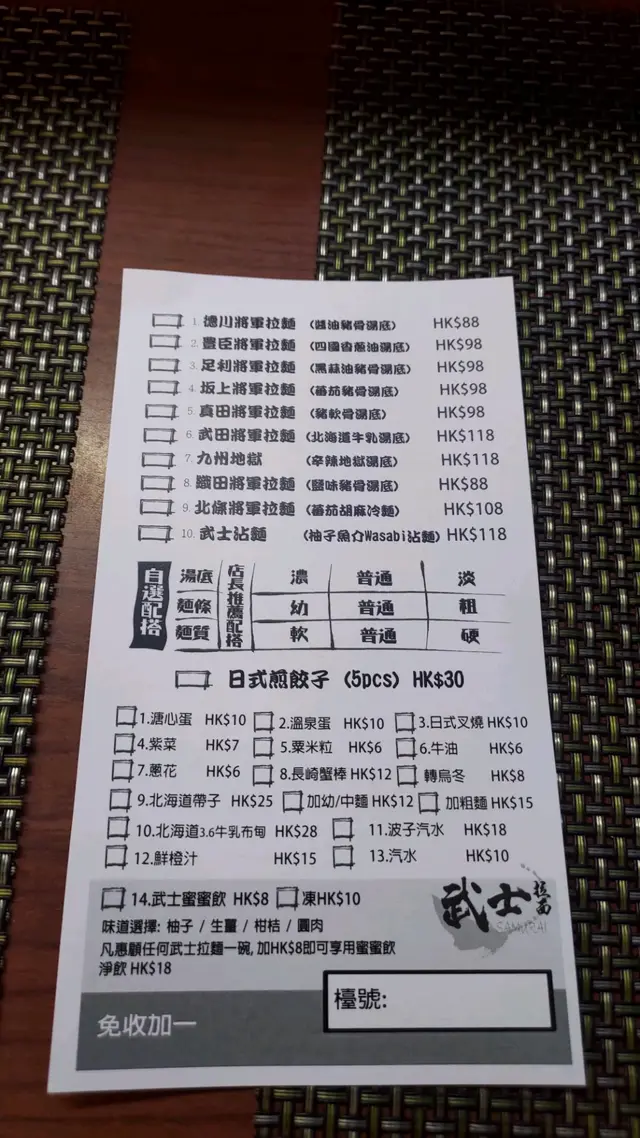 1. 德川將軍拉麵 (醬油豬骨湯底) HK$88
2. 豐臣將軍拉麵 (四國香蔥油湯底) HK$98
3. 足利將軍拉麵 (黑蒜油豬骨湯底) HK$98
4. 坂上將軍拉麵 (蕃茄豬骨湯底) HK$98
5. 真田將軍拉麵 (豬軟骨湯底) HK$98
6. 武田將軍拉麵 (北海道牛乳湯底) HK$118
7. 九州地獄 (辛辣地獄湯底) HK$118
8. 織田將軍拉麵 (鹽味豬骨湯底) HK$88
9. 北條將軍拉麵 (蕃茄胡麻冷麵) HK$108
10. 武士沾麵 (柚子魚介Wasabi沾麵) HK$118
自選配搭 店長推薦配搭
湯底 濃 普通 淡
麵條 幼 普通 粗
麵質 軟 普通 硬
日式煎餃子 (5pcs) HK$30
1.溏心蛋 HK$10 2.溫泉蛋 HK$10 3.日式叉燒 HK$10
4.紫菜 HK$7 5.粟米粒 HK$6 6.牛油 HK$6
7.蔥花 HK$6 8.長崎蟹棒 HK$12 轉烏冬 HK$8
9.北海道帶子 HK$25 加幼/中麵 HK$12 加粗麵 HK$15
10.北海道3.6牛乳布甸 HK$28 11.波子汽水 HK$18
12.鮮橙汁 HK$15 13.汽水 HK$10
14.武士蜜蜜飲 HK$8 凍HK$10
味道選擇: 柚子 / 生薑 / 柑桔 / 圓肉
凡惠顧任何武士拉麵一碗, 加HK$8即可享用蜜蜜飲
淨飲 HK$18
武士拉面
SAMURAI
檯號:
免收加一